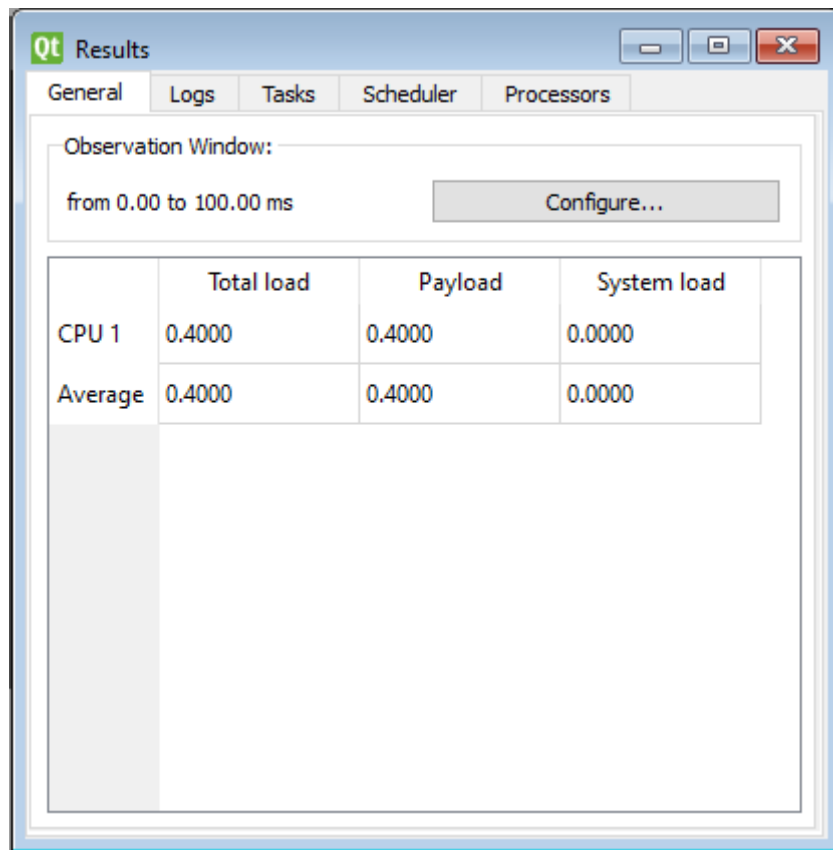 Qt Results
General Logs Tasks Scheduler Processors
Observation Window:
from 0.00 to 100.00 ms Configure...
Total load Payload System load
CPU 1 0.4000 0.4000 0.0000
Average 0.4000 0.4000 0.0000